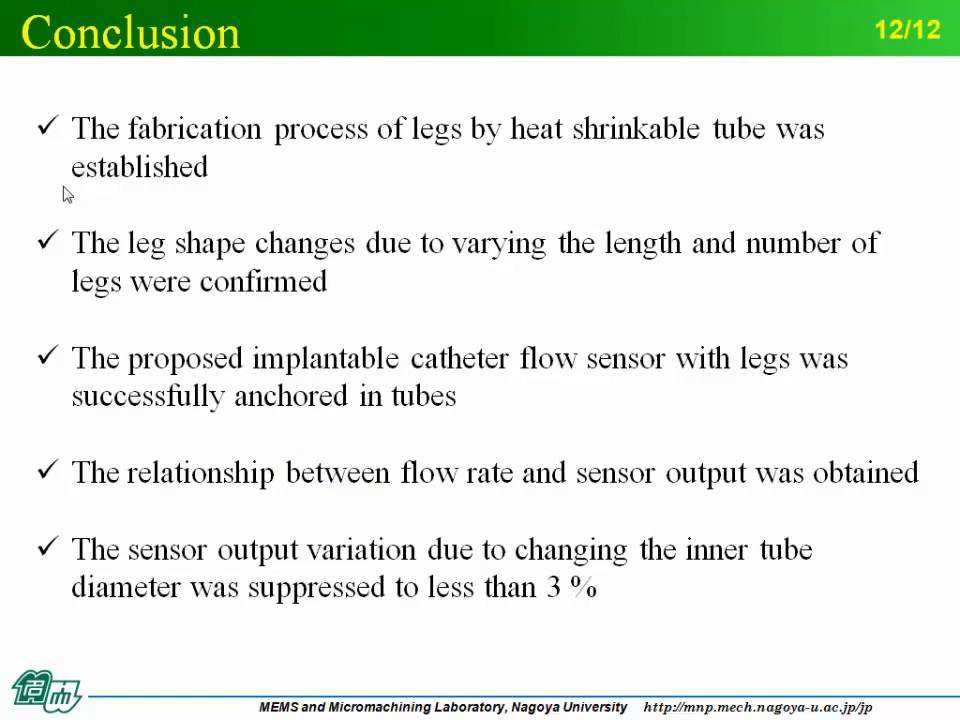 Conclusion
12/12
✓ The fabrication process of legs by heat shrinkable tube was
established
✓ The leg shape changes due to varying the length and number of
legs were confirmed
✓ The proposed implantable catheter flow sensor with legs was
successfully anchored in tubes
✓ The relationship between flow rate and sensor output was obtained
✓ The sensor output variation due to changing the inner tube
diameter was suppressed to less than 3 %
MEMS and Micromachining Laboratory, Nagoya University http://mnp.mech.nagoya-u.ac.jp/jp